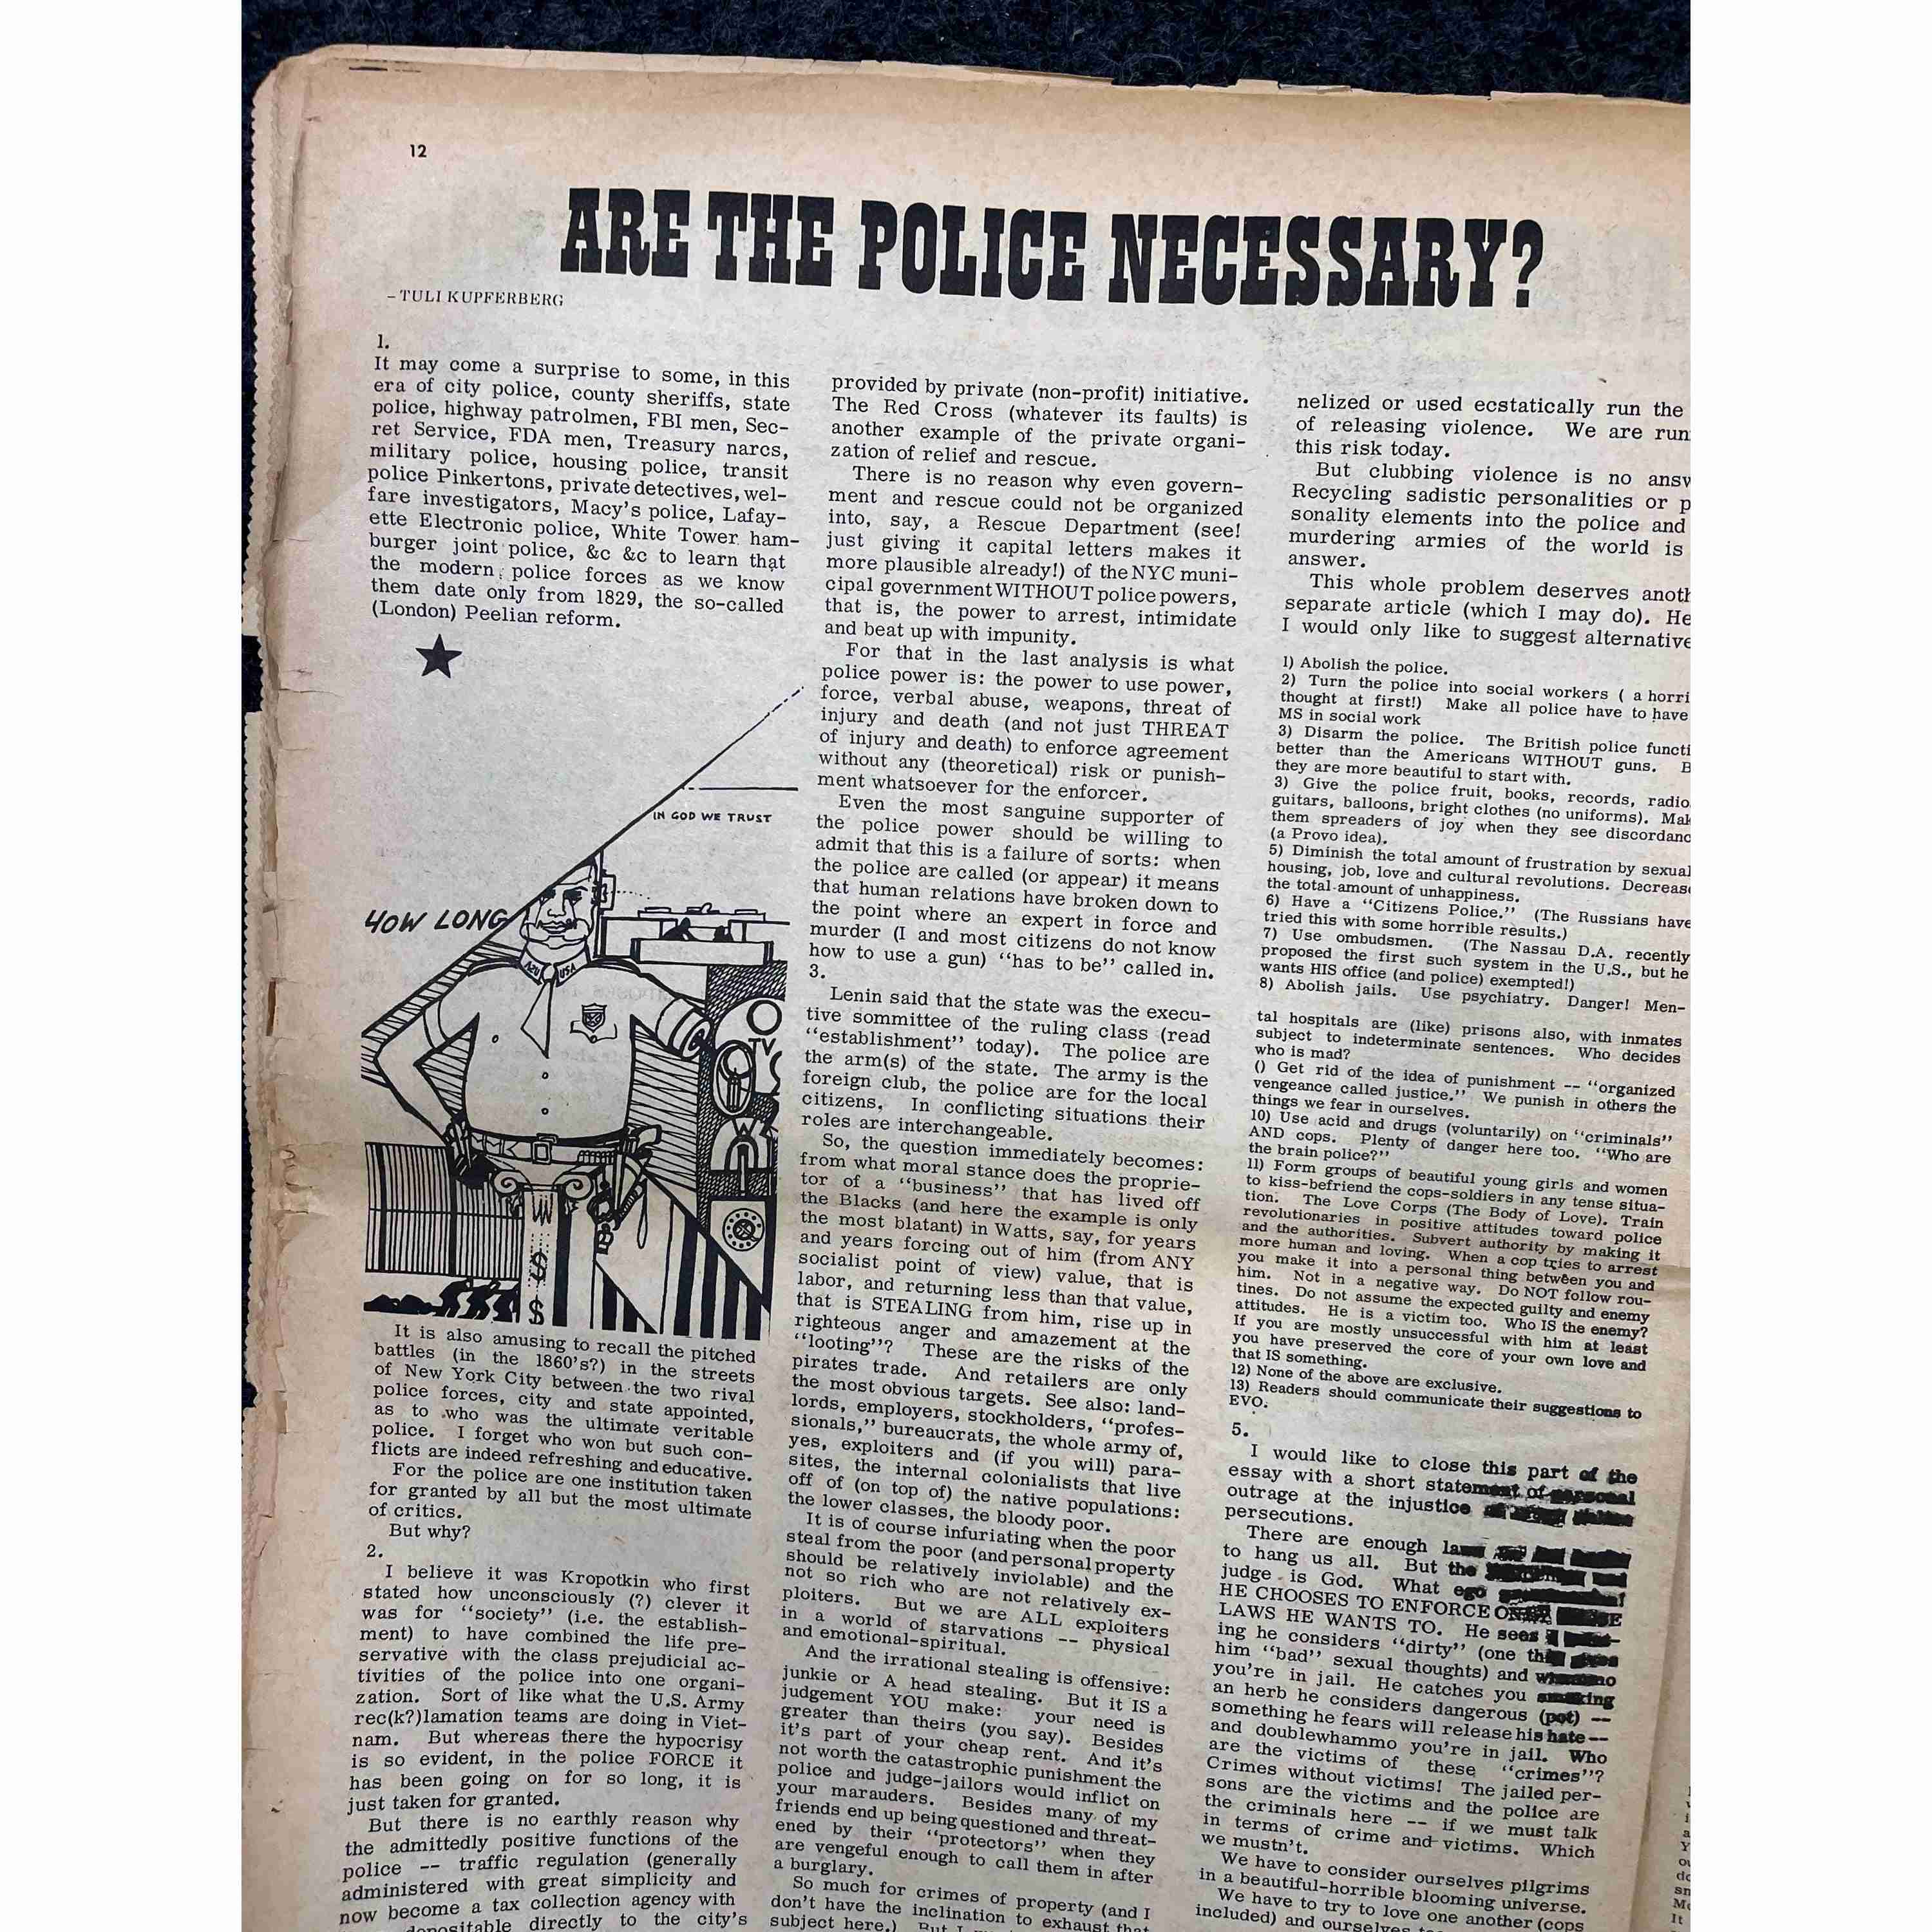 12
ARE THE POLICE NECESSARY?
– TULI KUPFERBERG
1.
It may come a surprise to some, in this
era of city police, county sheriffs, state
police, highway patrolmen, FBI men, Sec-
ret Service, FDA men, Treasury narcs,
military police, housing police, transit
police Pinkertons, private detectives, wel-
fare investigators, Macy's police, Lafay-
ette Electronic police, White Tower ham-
burger joint police, &c &c to learn that
the modern police forces as we know
them date only from 1829, the so-called
(London) Peelian reform.
IN GOD WE TRUST
HOW LONG
USA
USA
TV
$
$
It is also amusing to recall the pitched
battles (in the 1860's?) in the streets
of New York City between the two rival
police forces, city and state appointed,
as to who was the ultimate veritable
police. I forget who won but such con-
flicts are indeed refreshing and educative.
For the police are one institution taken
for granted by all but the most ultimate
of critics.
But why?
2.
I believe it was Kropotkin who first
stated how unconsciously (?) clever it
was for "society" (i.e. the establish-
ment) to have combined the life pre-
servative with the class prejudicial ac-
tivities of the police into one organi-
zation. Sort of like what the U.S. Army
rec(k?)lamation teams are doing in Viet-
nam. But whereas there the hypocrisy
is so evident, in the police FORCE it
has been going on for so long, it is
just taken for granted.
But there is no earthly reason why
the admittedly positive functions of the
police -- traffic regulation (generally
administered with great simplicity and
now become a tax collection agency with
depositable directly to the city's
provided by private (non-profit) initiative.
The Red Cross (whatever its faults) is
another example of the private organi-
zation of relief and rescue.
There is no reason why even govern-
ment and rescue could not be organized
into, say, a Rescue Department (see!
just giving it capital letters makes it
more plausible already!) of the NYC muni-
cipal government WITHOUT police powers,
that is, the power to arrest, intimidate
and beat up with impunity.
For that in the last analysis is what
police power is: the power to use power,
force, verbal abuse, weapons, threat of
injury and death (and not just THREAT
of injury and death) to enforce agreement
without any (theoretical) risk or punish-
ment whatsoever for the enforcer.
Even the most sanguine supporter of
the police power should be willing to
admit that this is a failure of sorts: when
the police are called (or appear) it means
that human relations have broken down to
the point where an expert in force and
murder (I and most citizens do not know
how to use a gun) "has to be" called in.
3.
Lenin said that the state was the execu-
tive sommittee of the ruling class (read
"establishment" today). The police are
the arm(s) of the state. The army is the
foreign club, the police are for the local
citizens. In conflicting situations their
roles are interchangeable.
So, the question immediately becomes:
from what moral stance does the proprie-
tor of a "business" that has lived off
the Blacks (and here the example is only
the most blatant) in Watts, say, for years
and years forcing out of him (from ANY
socialist point of view) value, that is
labor, and returning less than that value,
that is STEALING from him, rise up in
righteous anger and amazement at the
"looting"? These are the risks of the
pirates trade. And retailers are only
the most obvious targets. See also: land-
lords, employers, stockholders, "profes-
sionals," bureaucrats, the whole army of,
yes, exploiters and (if you will) para-
sites, the internal colonialists that live
off of (on top of) the native populations:
the lower classes, the bloody poor.
It is of course infuriating when the poor
steal from the poor (and personal property
should be relatively inviolable) and the
not so rich who are not relatively ex-
ploiters. But we are ALL exploiters
in a world of starvations -- physical
and emotional-spiritual.
And the irrational stealing is offensive:
junkie or A head stealing. But it IS a
judgement YOU make: your need is
greater than theirs (you say). Besides
it's part of your cheap rent. And it's
not worth the catastrophic punishment the
police and judge-jailors would inflict on
your marauders. Besides many of my
friends end up being questioned and threat-
ened by their "protectors" when they
are vengeful enough to call them in after
a burglary.
So much for crimes of property (and I
don't have the inclination to exhaust that
subject here.) But I
nelized or used ecstatically run the
of releasing violence. We are run
this risk today.
But clubbing violence is no answ
Recycling sadistic personalities or p
sonality elements into the police and
murdering armies of the world is
answer.
This whole problem deserves anoth
separate article (which I may do). He
I would only like to suggest alternative
1) Abolish the police.
2) Turn the police into social workers ( a horri
thought at first!) Make all police have to have
MS in social work
3) Disarm the police. The British police functi
better than the Americans WITHOUT guns. B
they are more beautiful to start with.
3) Give the police fruit, books, records, radio
guitars, balloons, bright clothes (no uniforms). Mak
them spreaders of joy when they see discordanc
(a Provo idea).
5) Diminish the total amount of frustration by sexual
housing, job, love and cultural revolutions. Decrease
the total amount of unhappiness.
6) Have a "Citizens Police." (The Russians have
tried this with some horrible results.)
7) Use ombudsmen. (The Nassau D.A. recently
proposed the first such system in the U.S., but he
wants HIS office (and police) exempted!)
8) Abolish jails. Use psychiatry. Danger! Men-
tal hospitals are (like) prisons also, with inmates
subject to indeterminate sentences. Who decides
who is mad?
() Get rid of the idea of punishment -- "organized
vengeance called justice." We punish in others the
things we fear in ourselves.
10) Use acid and drugs (voluntarily) on "criminals"
AND cops. Plenty of danger here too. "Who are
the brain police?"
11) Form groups of beautiful young girls and women
to kiss-befriend the cops-soldiers in any tense situa-
tion. The Love Corps (The Body of Love). Train
revolutionaries in positive attitudes toward police
and the authorities. Subvert authority by making it
more human and loving. When a cop tries to arrest
you make it into a personal thing between you and
him. Not in a negative way. Do NOT follow rou-
tines. Do not assume the expected guilty and enemy
attitudes. He is a victim too. Who IS the enemy?
If you are mostly unsuccessful with him at least
you have preserved the core of your own love and
that IS something.
12) None of the above are exclusive.
13) Readers should communicate their suggestions to
EVO.
5.
I would like to close this part of the
essay with a short statement of personal
outrage at the injustice
persecutions.
There are enough
to hang us all. But the
judge is God. What ego
HE CHOOSES TO ENFORCE
LAWS HE WANTS TO. He sees
ing he considers "dirty" (one
him "bad" sexual thoughts) and
you're in jail. He catches you smoking
an herb he considers dangerous (pot) --
something he fears will release his hate--
and doublewhammo you're in jail. Who
are the victims of these "crimes"?
Crimes without victims! The jailed per-
sons are the victims and the police are
the criminals here -- if we must talk
in terms of crime and victims. Which
we mustn't.
We have to consider ourselves pilgrims
in a beautiful-horrible blooming universe.
We have to try to love one another (cops
included) and ourselves